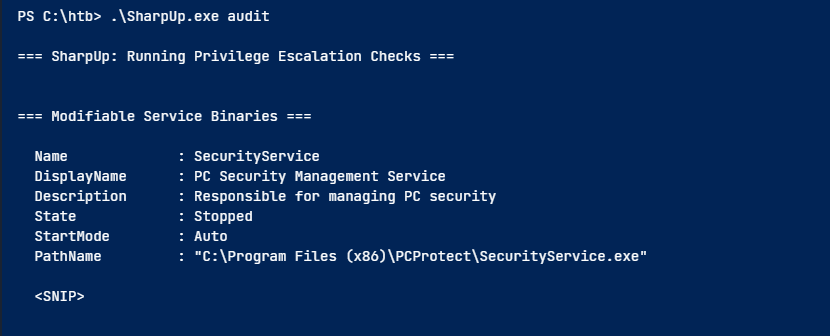 PS C:\htb> .\SharpUp.exe audit
=== SharpUp: Running Privilege Escalation Checks ===
=== Modifiable Service Binaries ===
Name : SecurityService
DisplayName : PC Security Management Service
Description : Responsible for managing PC security
State : Stopped
StartMode : Auto
PathName : "C:\Program Files (x86)\PCProtect\SecurityService.exe"
<SNIP>